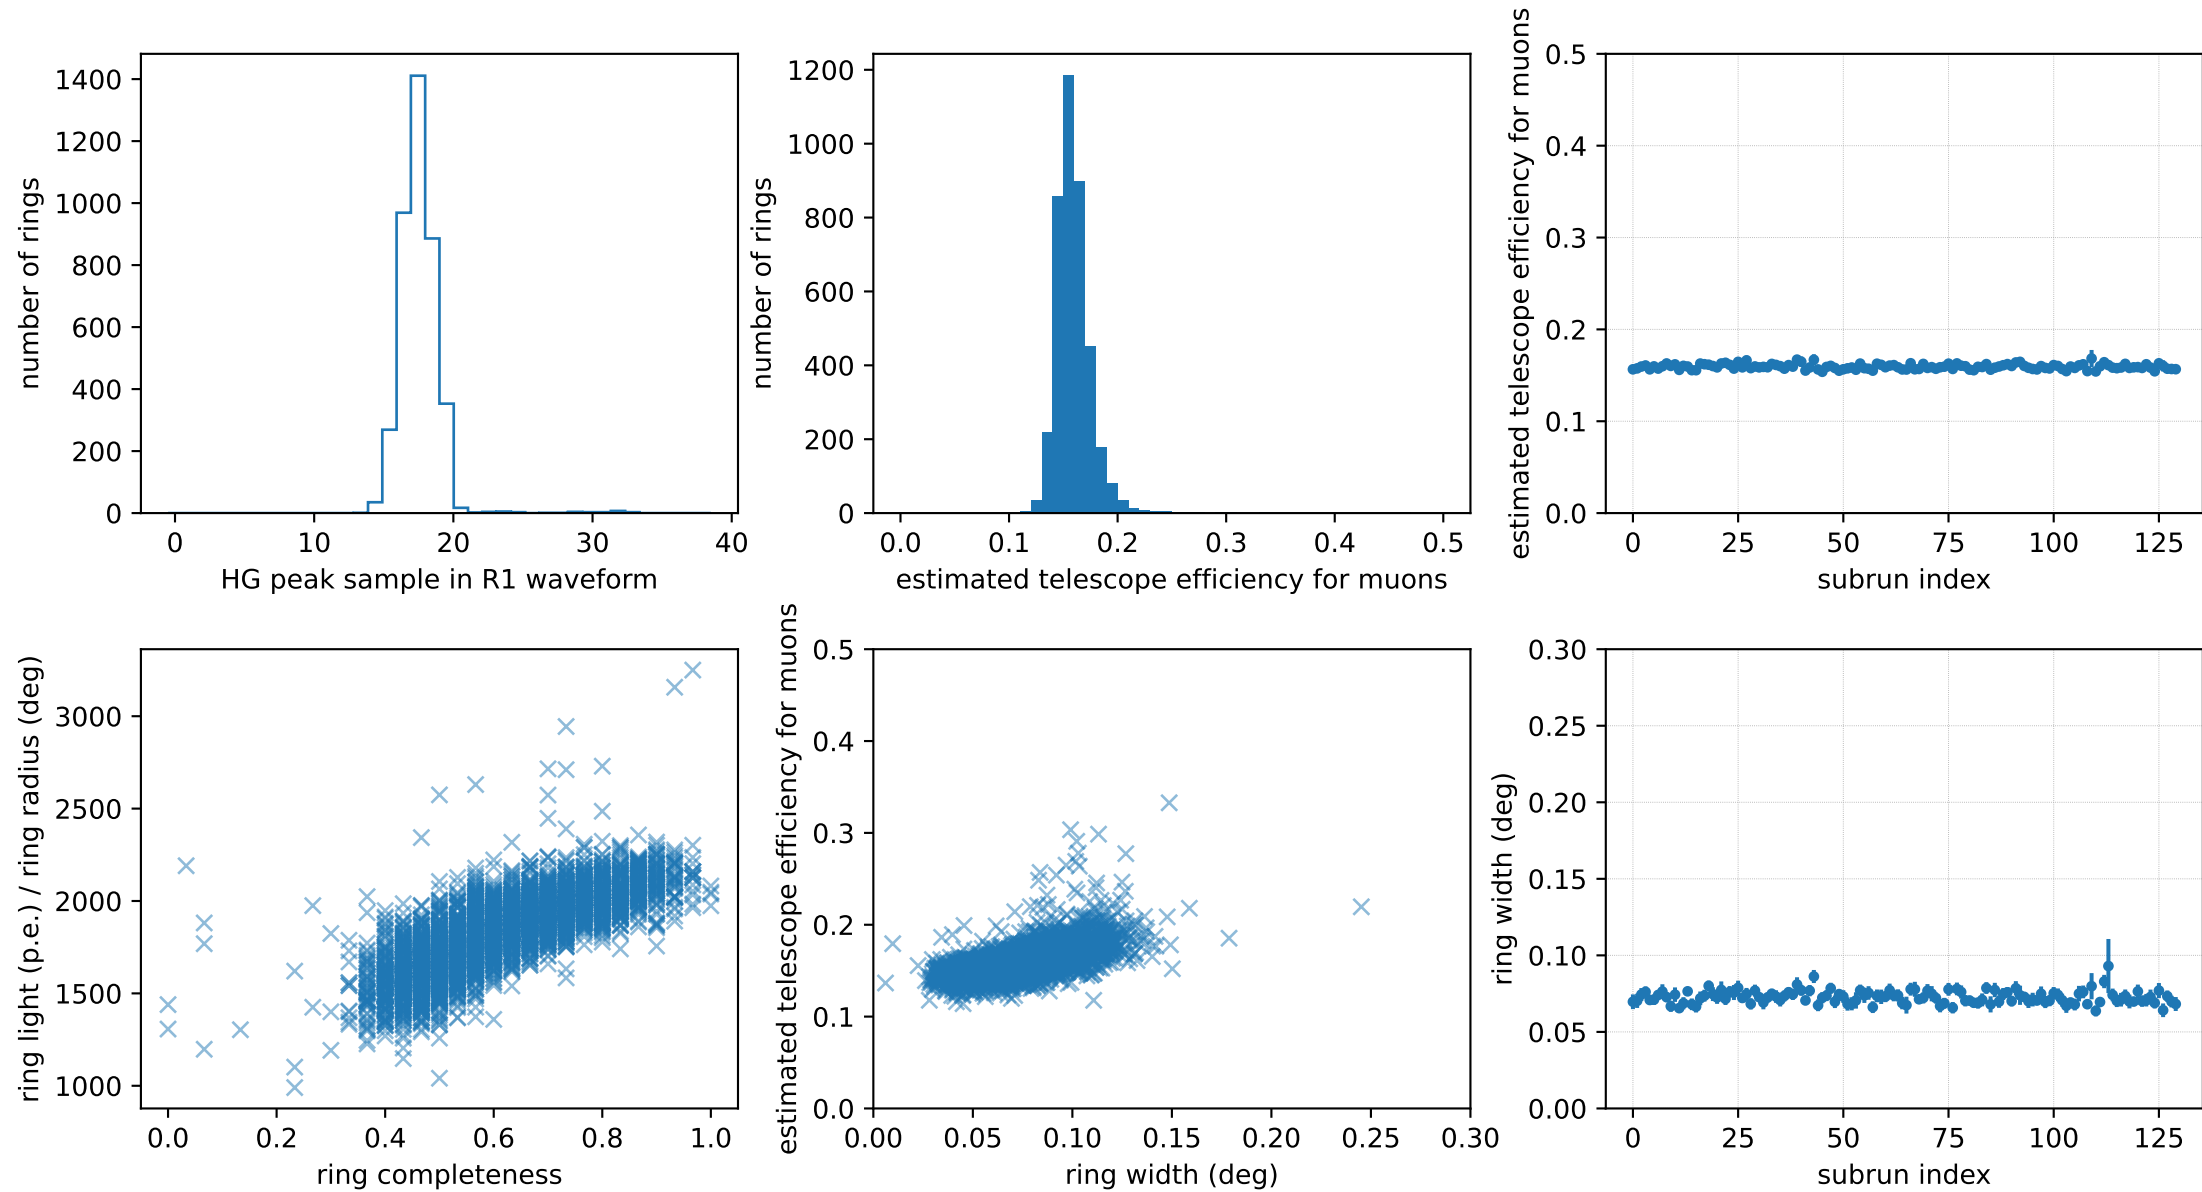 number of rings
1400
1200
1000
800
600
400
200
0
0 10 20 30 40
HG peak sample in R1 waveform
number of rings
1200
1000
800
600
400
200
0
0.0 0.1 0.2 0.3 0.4 0.5
estimated telescope efficiency for muons
estimated telescope efficiency for muons
0.5
0.4
0.3
0.2
0.1
0.0
0 25 50 75 100 125
subrun index
ring light (p.e.) / ring radius (deg)
3000
2500
2000
1500
1000
0.0 0.2 0.4 0.6 0.8 1.0
ring completeness
estimated telescope efficiency for muons
0.5
0.4
0.3
0.2
0.1
0.0
0.00 0.05 0.10 0.15 0.20 0.25 0.30
ring width (deg)
ring width (deg)
0.30
0.25
0.20
0.15
0.10
0.05
0.00
0 25 50 75 100 125
subrun index